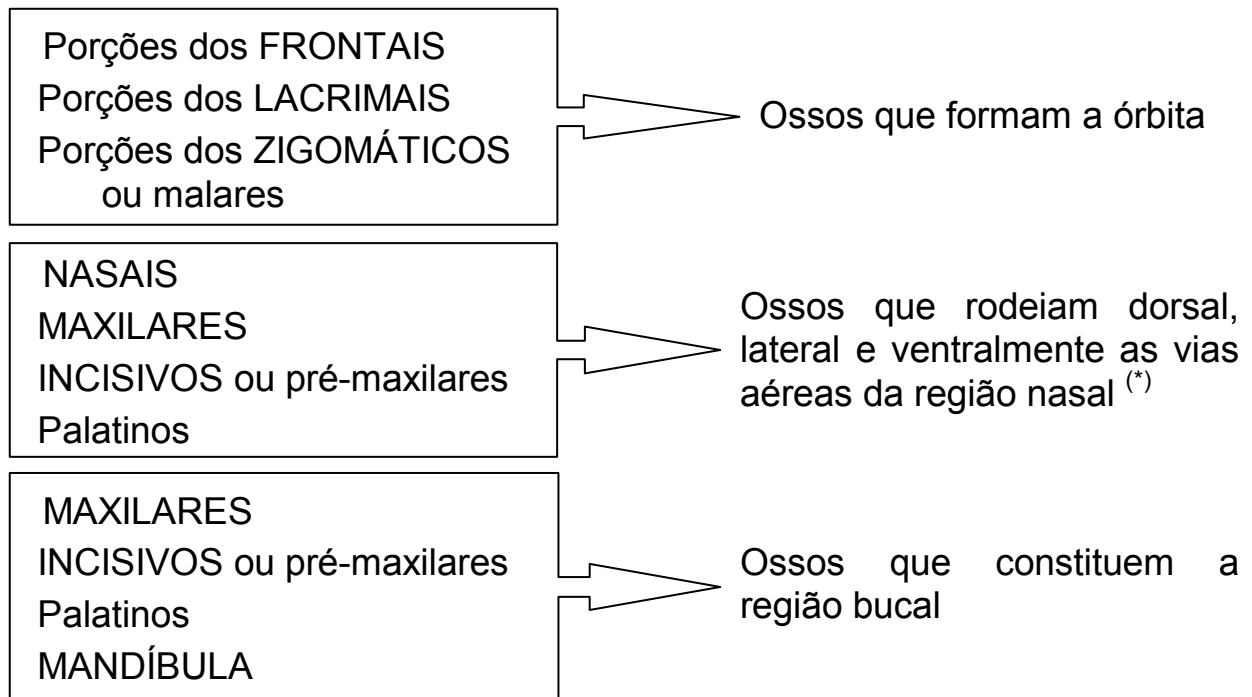 Porções dos FRONTAIS
Porções dos LACRIMAIS
Porções dos ZIGOMÁTICOS
ou malares
Ossos que formam a órbita
NASAIS
MAXILARES
INCISIVOS ou pré-maxilares
Palatinos
Ossos que rodeiam dorsal,
lateral e ventralmente as vias
aéreas da região nasal (*)
MAXILARES
INCISIVOS ou pré-maxilares
Palatinos
MANDÍBULA
Ossos que constituem a
região bucal